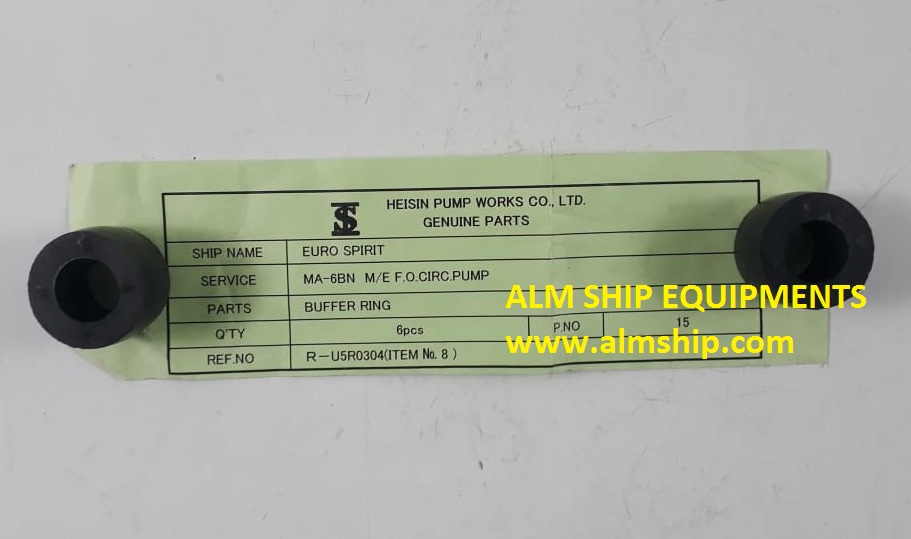 HEISIN PUMP WORKS CO., LTD.
GENUINE PARTS
SHIP NAME EURO SPIRIT
SERVICE MA-6BN M/E F.O.CIRC.PUMP
PARTS BUFFER RING
Q'TY 6pcs P.NO 15
REF.NO R-U5R0304(ITEM No. 8)
ALM SHIP EQUIPMENTS
www.almship.com